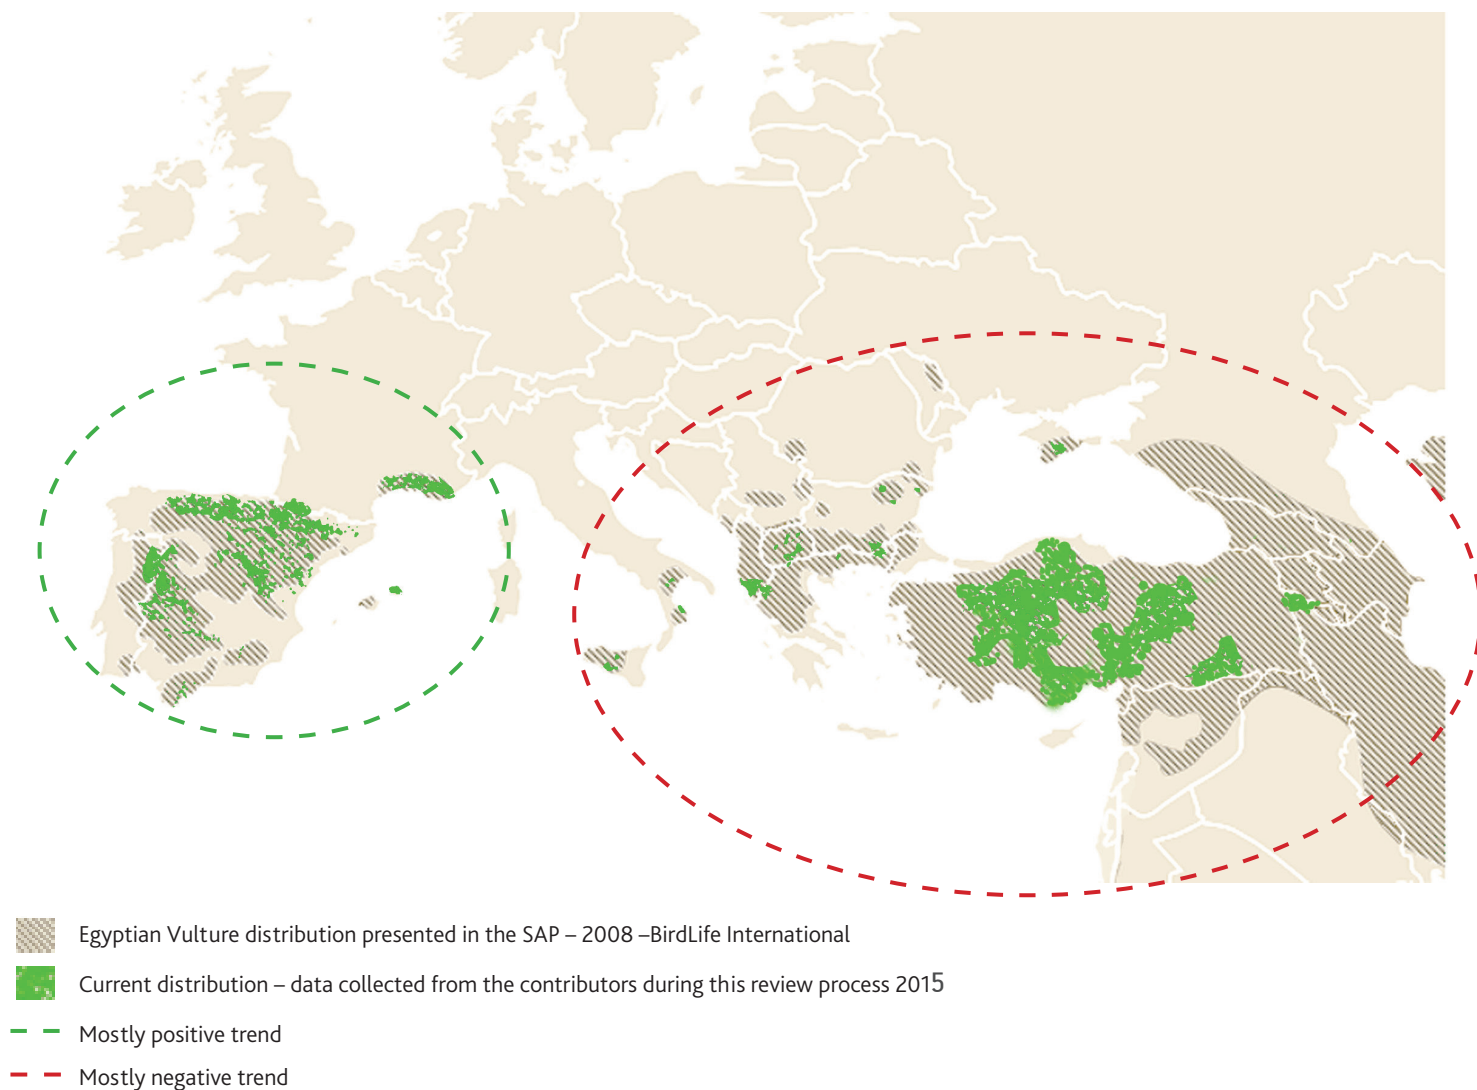 Egyptian Vulture distribution presented in the SAP – 2008 –BirdLife International
Current distribution – data collected from the contributors during this review process 2015
Mostly positive trend
Mostly negative trend